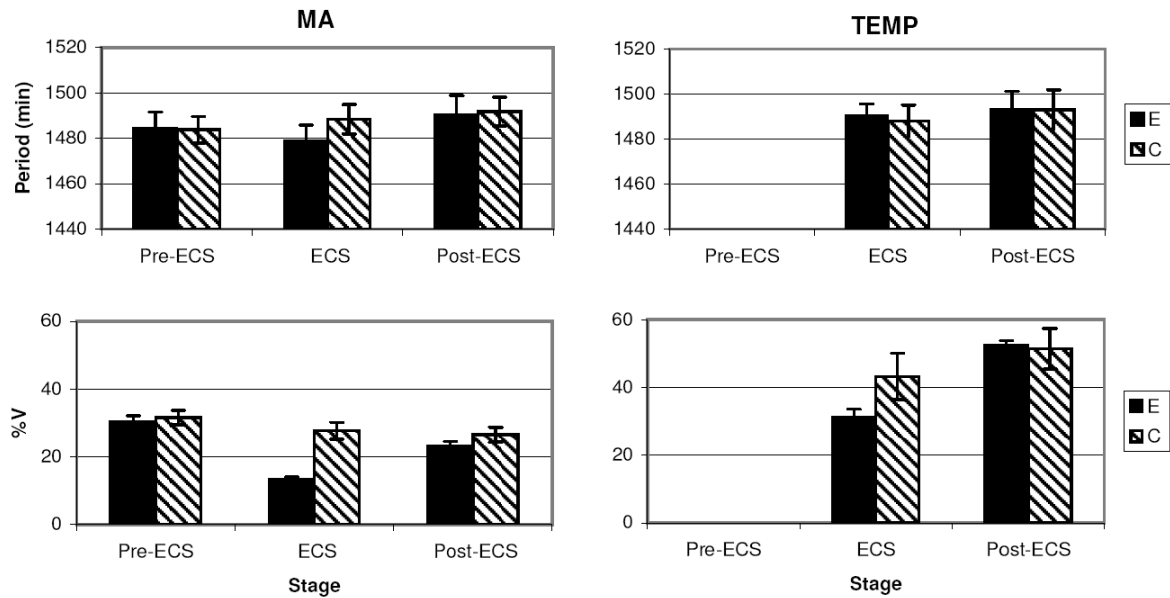 MA
TEMP
Period (min)
1520
1500
1480
1460
1440
Pre-ECS
ECS
Post-ECS
1520
1500
1480
1460
1440
Pre-ECS
ECS
Post-ECS
E
C
%V
60
40
20
0
Pre-ECS
ECS
Post-ECS
Stage
60
40
20
0
Pre-ECS
ECS
Post-ECS
Stage
E
C